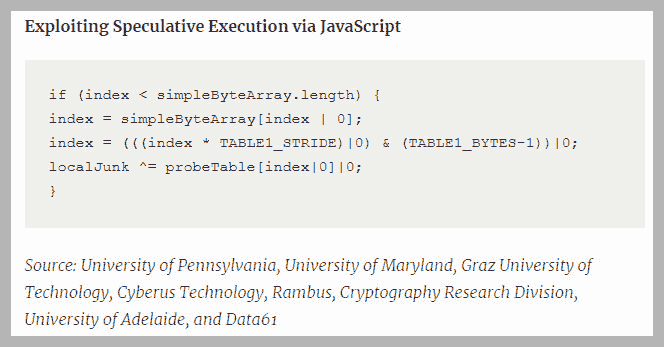 Exploiting Speculative Execution via JavaScript
if (index < simpleByteArray.length) {
index = simpleByteArray[index | 0];
index = (((index * TABLE1_STRIDE)|0) & (TABLE1_BYTES-1))|0;
localJunk ^= probeTable[index|0]|0;
}
Source: University of Pennsylvania, University of Maryland, Graz University of
Technology, Cyberus Technology, Rambus, Cryptography Research Division,
University of Adelaide, and Data61